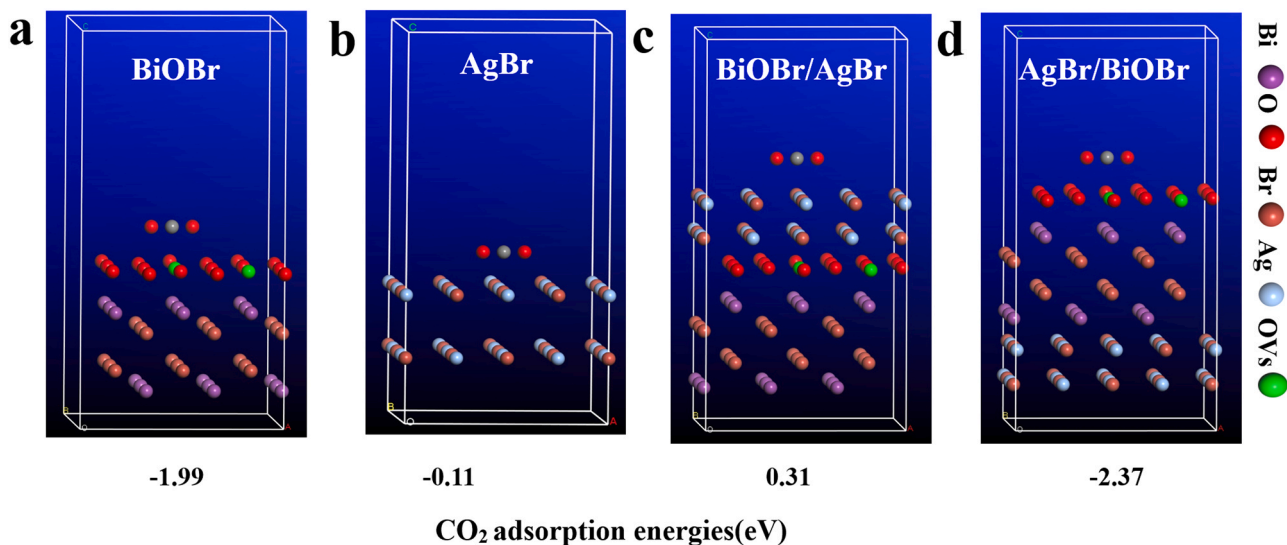 a
BiOBr
b
AgBr
c
BiOBr/AgBr
d
AgBr/BiOBr
Bi
O
Br
Ag
OVs
C
B
O
A
C
B
O
A
C
B
O
A
C
B
O
A
-1.99
-0.11
0.31
-2.37
CO₂ adsorption energies(eV)